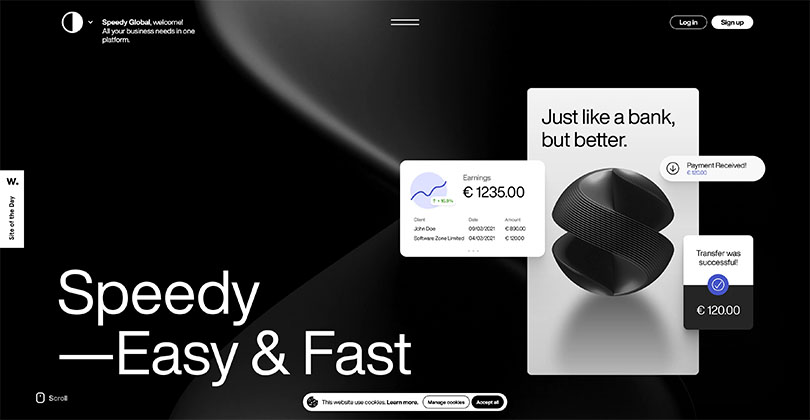 Speedy Global, welcome!
All your business needs in one
platform.
Log in
Sign up
W.
Site of the Day
Just like a bank,
but better.
Earnings
€ 1235.00
Client Date Amount
John Doe 09/02/2021 € 890.00
Software Zone Limited 04/02/2021 € 120.00
Payment Received!
€ 120.00
Transfer was
successful!
€ 120.00
Speedy
—Easy & Fast
Scroll
This website use cookies. Learn more.
Manage cookies
Accept all